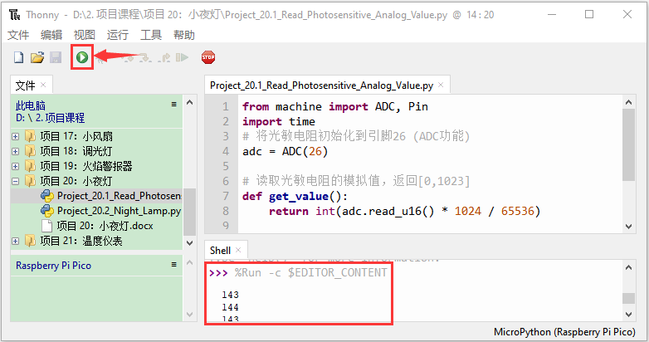 Thonny - D:\2. 项目课程\项目 20：小夜灯\Project_20.1_Read_Photosensitive_Analog_Value.py @ 14 : 20
文件 编辑 视图 运行 工具 帮助
STOP
文件 ×
此电脑
D: \ 2. 项目课程
项目 17：小风扇
项目 18：调光灯
项目 19：火焰警报器
项目 20：小夜灯
Project_20.1_Read_Photosen
Project_20.2_Night_Lamp.py
项目 20：小夜灯.docx
项目 21：温度仪表
Raspberry Pi Pico
Project_20.1_Read_Photosensitive_Analog_Value.py ×
1 from machine import ADC, Pin
2 import time
3 # 将光敏电阻初始化到引脚26 (ADC功能)
4 adc = ADC(26)
5
6 # 读取光敏电阻的模拟值，返回[0,1023]
7 def get_value():
8 return int(adc.read_u16() * 1024 / 65536)
9
Shell ×
>>> %Run -c $EDITOR_CONTENT
143
144
143
MicroPython (Raspberry Pi Pico)